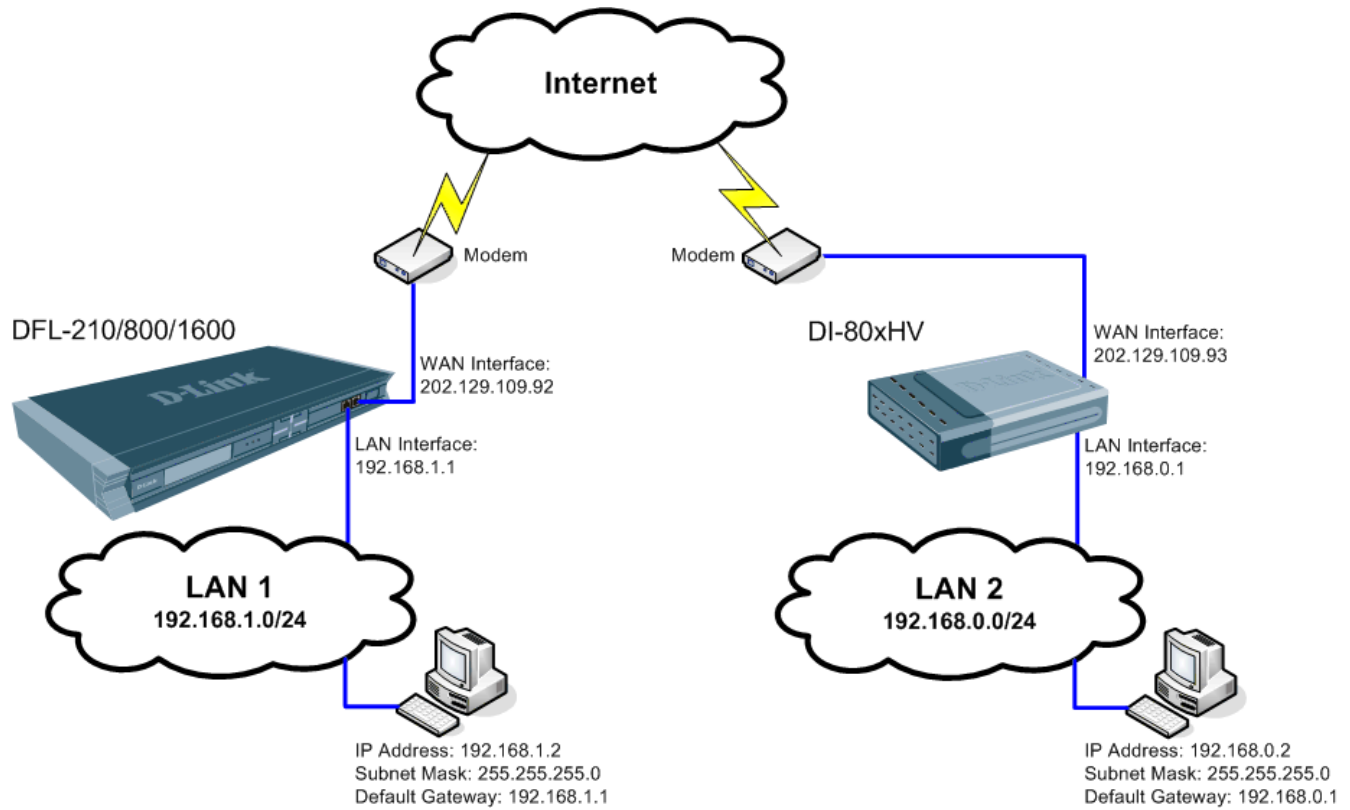 Internet
Modem
Modem
DFL-210/800/1600
WAN Interface:
202.129.109.92
D-Link
LAN Interface:
192.168.1.1
DI-80xHV
WAN Interface:
202.129.109.93
D-Link
LAN Interface:
192.168.0.1
LAN 1
192.168.1.0/24
IP Address: 192.168.1.2
Subnet Mask: 255.255.255.0
Default Gateway: 192.168.1.1
LAN 2
192.168.0.0/24
IP Address: 192.168.0.2
Subnet Mask: 255.255.255.0
Default Gateway: 192.168.0.1